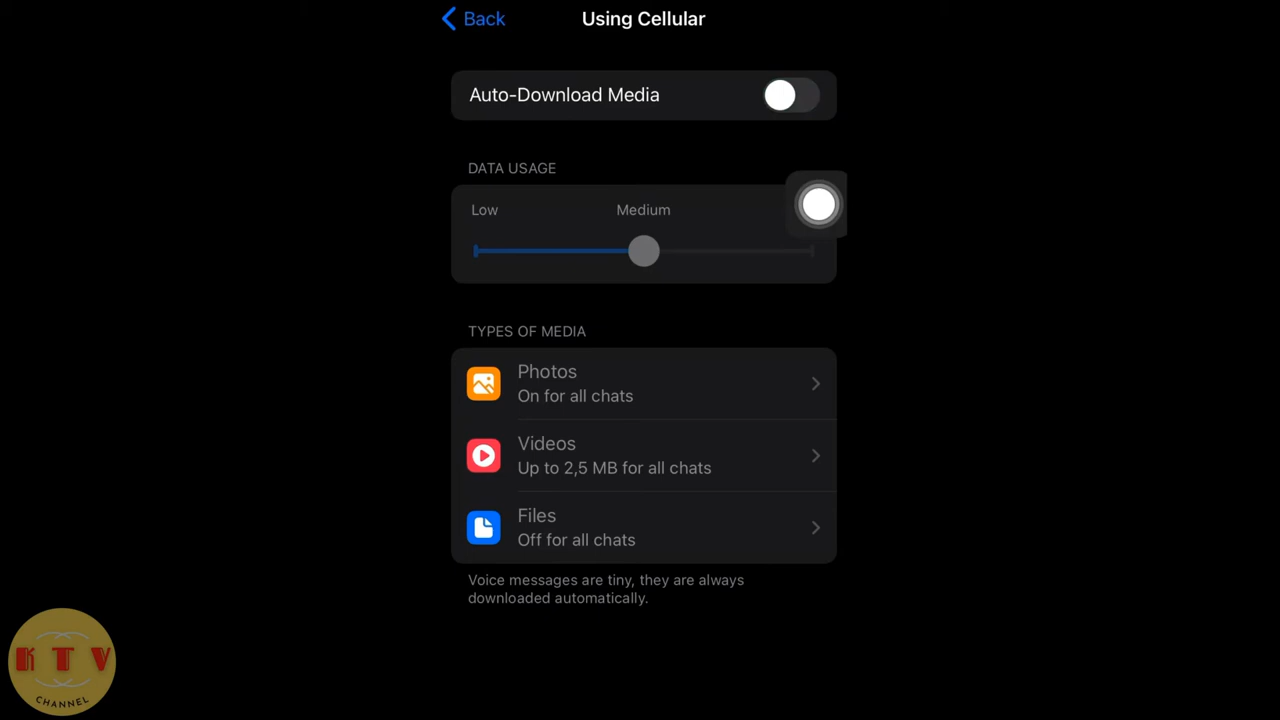 Back
Using Cellular
Auto-Download Media
DATA USAGE
Low
Medium
TYPES OF MEDIA
Photos
On for all chats
Videos
Up to 2,5 MB for all chats
Files
Off for all chats
Voice messages are tiny, they are always
downloaded automatically.
KTV
CHANNEL